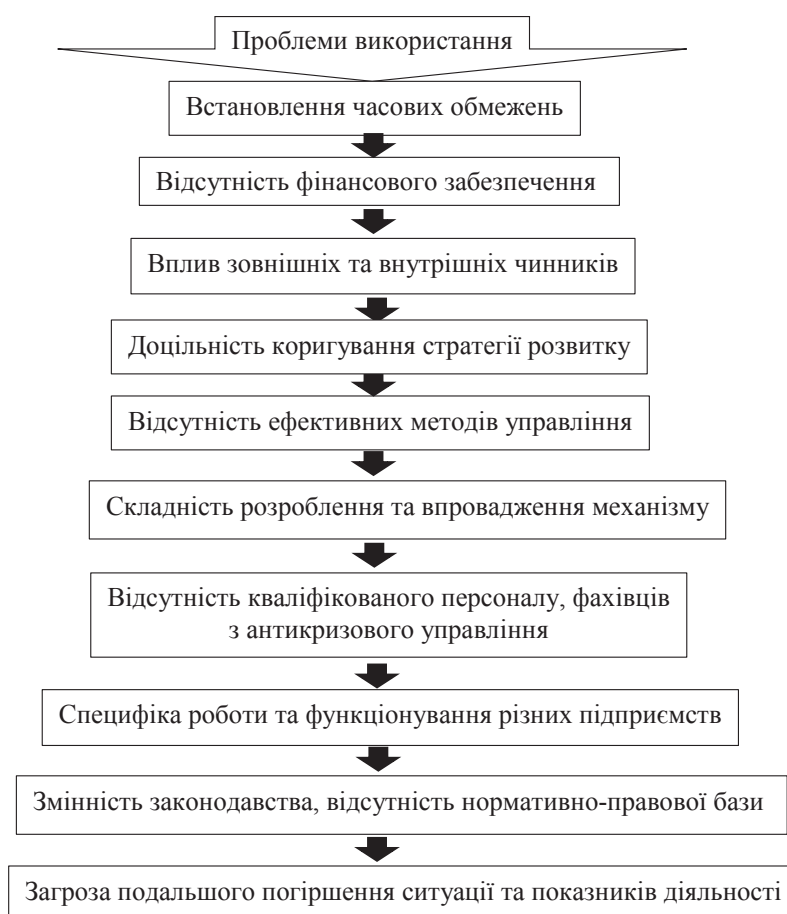 Проблеми використання
Встановлення часових обмежень
Відсутність фінансового забезпечення
Вплив зовнішніх та внутрішніх чинників
Доцільність коригування стратегії розвитку
Відсутність ефективних методів управління
Складність розроблення та впровадження механізму
Відсутність кваліфікованого персоналу, фахівців
з антикризового управління
Специфіка роботи та функціонування різних підприємств
Змінність законодавства, відсутність нормативно-правової бази
Загроза подальшого погіршення ситуації та показників діяльності